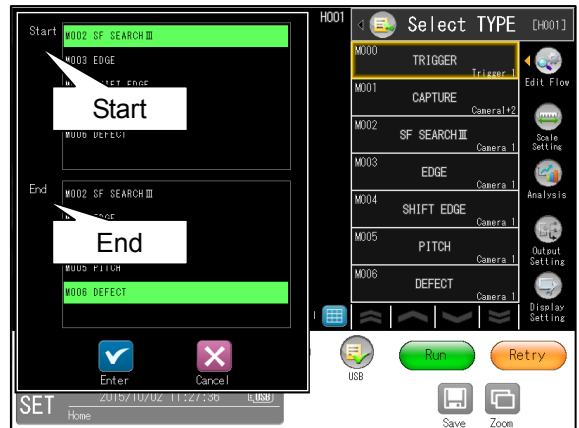 Start
M002 SF SEARCHⅢ
M003 EDGE
SHIFT EDGE
Start
M006 DEFECT
End
M002 SF SEARCHⅢ
EDGE
End
M005 PITCH
M006 DEFECT
Enter
Cancel
H001
Select TYPE
[H001]
M000
TRIGGER
Trigger 1
M001
CAPTURE
Camera1+2
M002
SF SEARCHⅢ
Camera 1
M003
EDGE
Camera 1
M004
SHIFT EDGE
Camera 1
M005
PITCH
Camera 1
M006
DEFECT
Camera 1
Edit Flow
Scale
Setting
Analysis
Output
Setting
Display
Setting
USB
Run
Retry
SET
2015/10/02 11:27:36
USB
Home
Save
Zoom